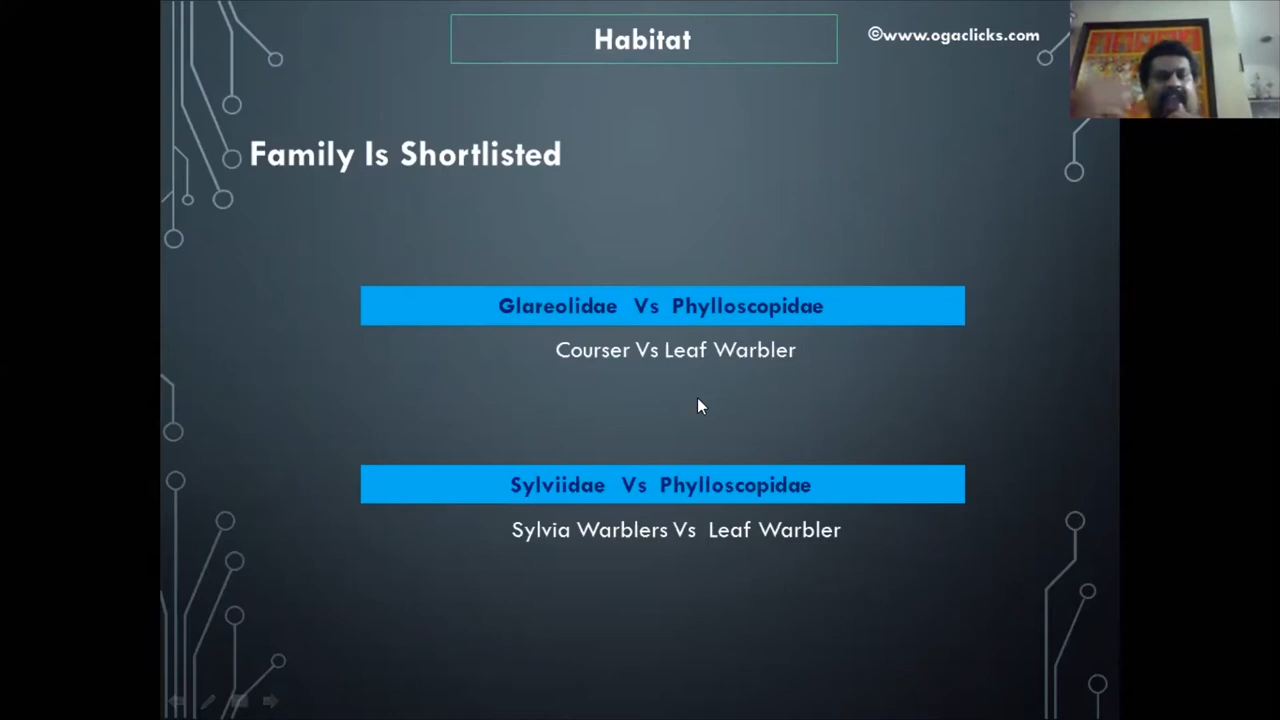 Habitat
©www.ogaclicks.com
Family Is Shortlisted
Glareolidae Vs Phylloscopidae
Courser Vs Leaf Warbler
Sylviidae Vs Phylloscopidae
Sylvia Warblers Vs Leaf Warbler